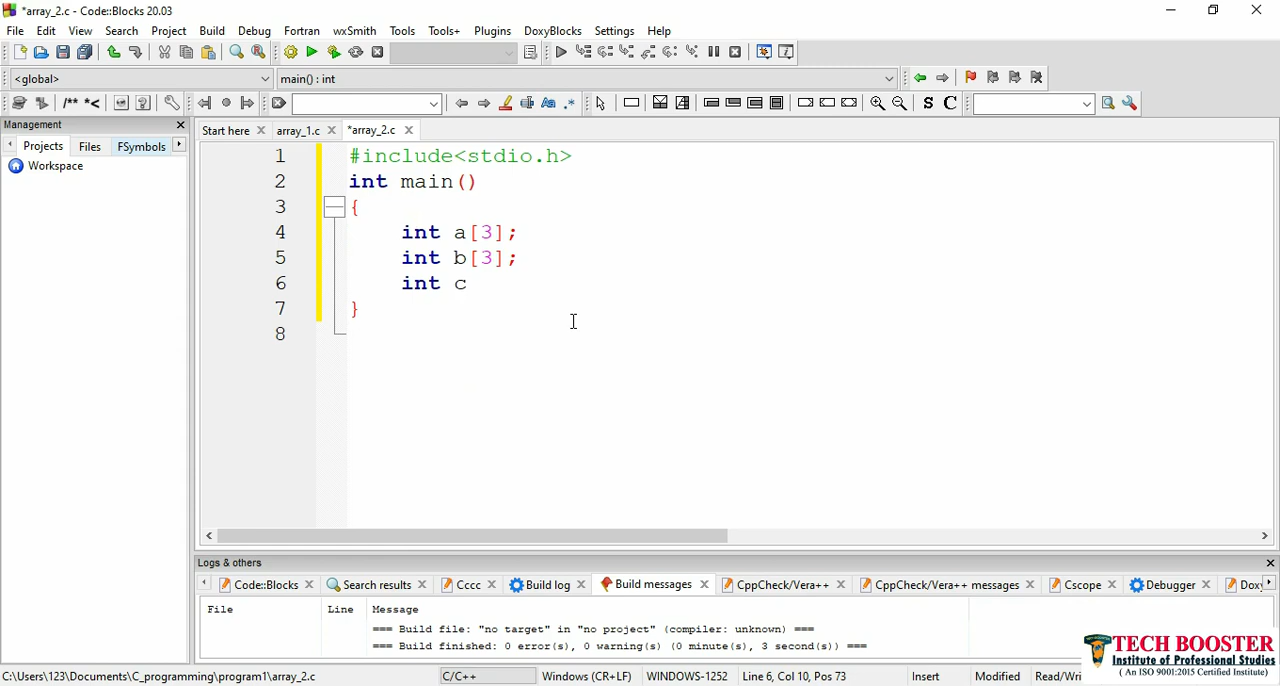 *array_2.c - Code::Blocks 20.03
File Edit View Search Project Build Debug Fortran wxSmith Tools Tools+ Plugins DoxyBlocks Settings Help
<global> main() : int
/** *< S C
Management
Projects Files FSymbols
Workspace
Start here array_1.c *array_2.c
1 #include<stdio.h>
2 int main()
3 {
4 int a[3];
5 int b[3];
6 int c
7 }
8
Logs & others
Code::Blocks Search results Cccc Build log Build messages CppCheck/Vera++ CppCheck/Vera++ messages Cscope Debugger Doxy
File Line Message
=== Build file: "no target" in "no project" (compiler: unknown) ===
=== Build finished: 0 error(s), 0 warning(s) (0 minute(s), 3 second(s)) ===
C:\Users\123\Documents\C_programming\program1\array_2.c C/C++ Windows (CR+LF) WINDOWS-1252 Line 6, Col 10, Pos 73 Insert Modified Read/Wri
TECH BOOSTER
Institute of Professional Studies
( An ISO 9001:2015 Certified Institute)